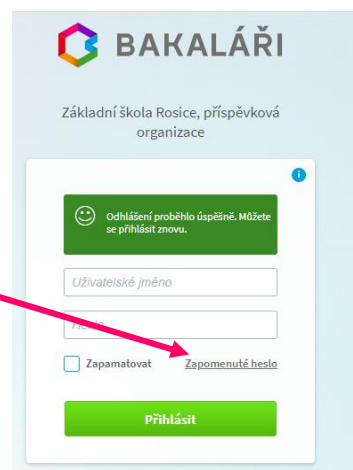 BAKALÁŘI
Základní škola Rosice, příspěvková
organizace
Odhlášení proběhlo úspěšně. Můžete
se přihlásit znovu.
Uživatelské jméno
Zapamatovat Zapomenuté heslo
Přihlásit